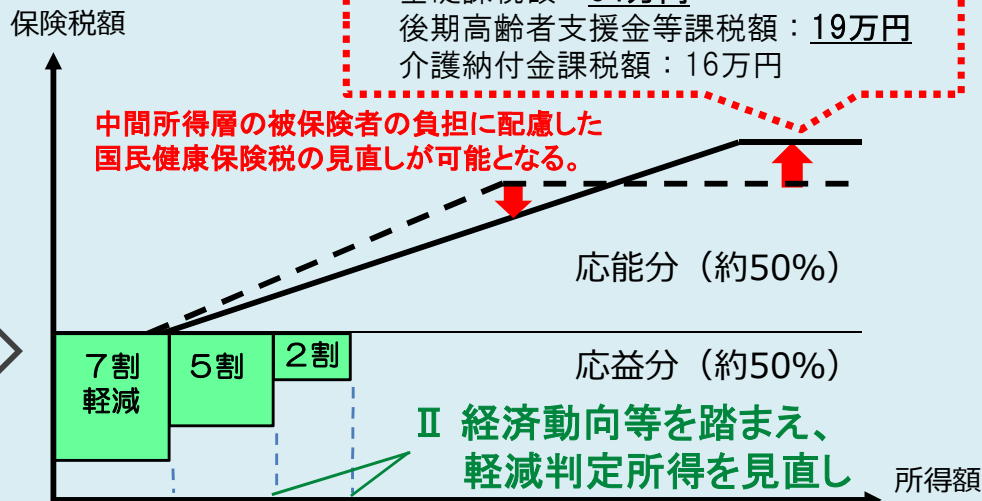 保険税額
後期高齢者支援金等課税額：19万円
介護納付金課税額：16万円
中間所得層の被保険者の負担に配慮した
国民健康保険税の見直しが可能となる。
応能分（約50%）
7割
軽減
5割
2割
応益分（約50%）
Ⅱ 経済動向等を踏まえ、
軽減判定所得を見直し
所得額